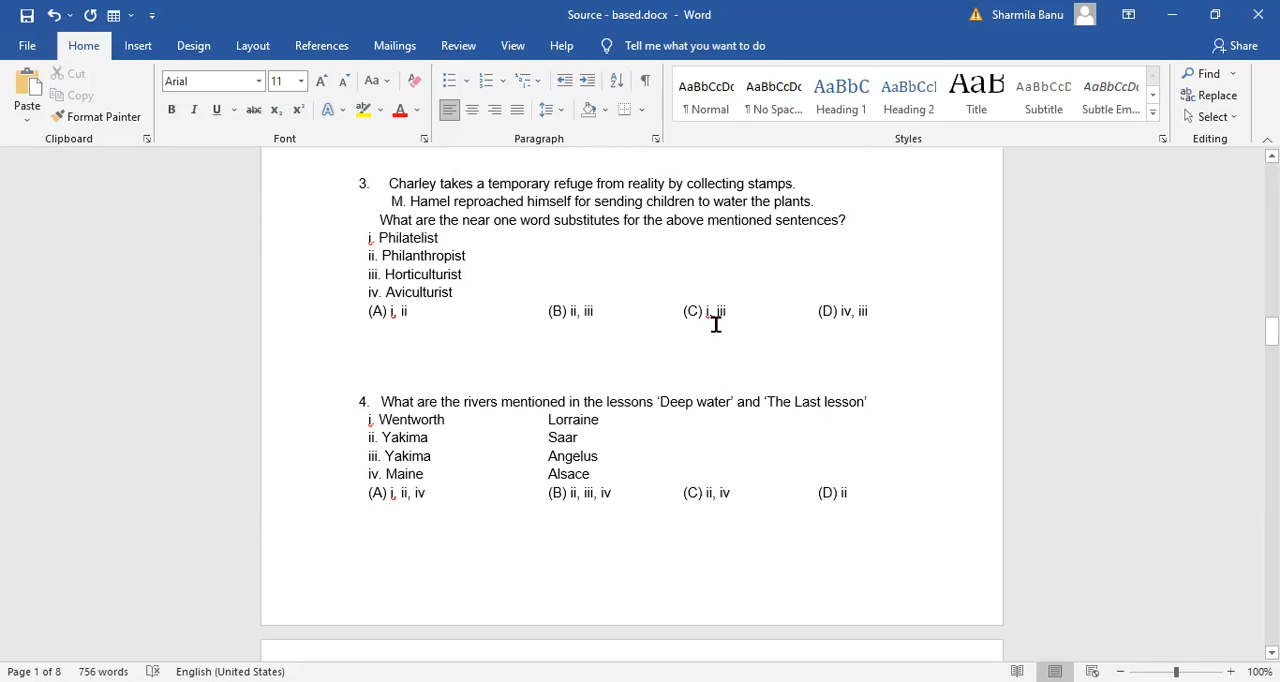 Source - based.docx - Word
Sharmila Banu
File Home Insert Design Layout References Mailings Review View Help Tell me what you want to do Share
Paste
Cut
Copy
Format Painter
Clipboard
Arial 11
Font
Paragraph
AaBbCcDc AaBbCcDc AaBbC AaBbCcI AaB AaBbCcD AaBbCcDc
¶ Normal ¶ No Spac... Heading 1 Heading 2 Title Subtitle Subtle Em...
Styles
Find
Replace
Select
Editing
3. Charley takes a temporary refuge from reality by collecting stamps.
M. Hamel reproached himself for sending children to water the plants.
What are the near one word substitutes for the above mentioned sentences?
i. Philatelist
ii. Philanthropist
iii. Horticulturist
iv. Aviculturist
(A) i, ii (B) ii, iii (C) i, iii (D) iv, iii
4. What are the rivers mentioned in the lessons ‘Deep water’ and ‘The Last lesson’
i. Wentworth Lorraine
ii. Yakima Saar
iii. Yakima Angelus
iv. Maine Alsace
(A) i, ii, iv (B) ii, iii, iv (C) ii, iv (D) ii
Page 1 of 8 756 words English (United States) 100%